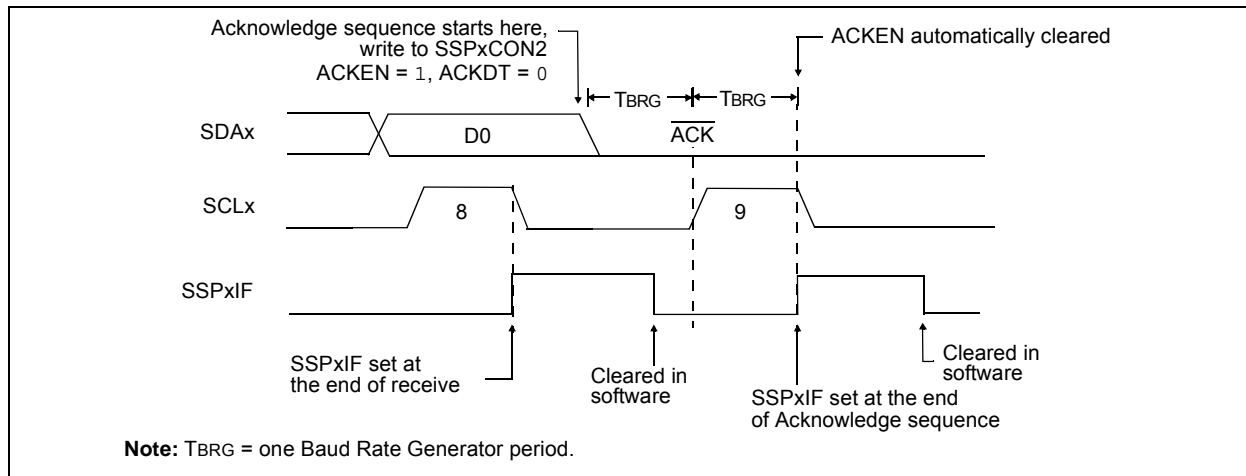 Acknowledge sequence starts here,
write to SSPxCON2
ACKEN = 1, ACKDT = 0
ACKEN automatically cleared
TBRG
TBRG
SDAx
D0
ACK
SCLx
8
9
SSPxIF
SSPxIF set at
the end of receive
Cleared in
software
SSPxIF set at the end
of Acknowledge sequence
Cleared in
software
Note: TBRG = one Baud Rate Generator period.